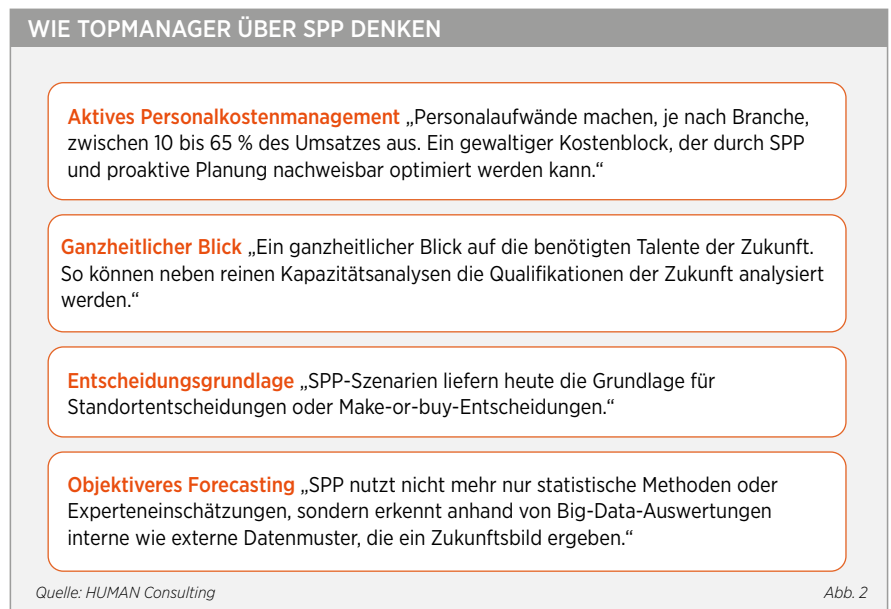 WIE TOPMANAGER ÜBER SPP DENKEN
Aktives Personalkostenmanagement „Personalaufwände machen, je nach Branche,
zwischen 10 bis 65 % des Umsatzes aus. Ein gewaltiger Kostenblock, der durch SPP
und proaktive Planung nachweisbar optimiert werden kann.“
Ganzheitlicher Blick „Ein ganzheitlicher Blick auf die benötigten Talente der Zukunft.
So können neben reinen Kapazitätsanalysen die Qualifikationen der Zukunft analysiert
werden.“
Entscheidungsgrundlage „SPP-Szenarien liefern heute die Grundlage für
Standortentscheidungen oder Make-or-buy-Entscheidungen.“
Objektiveres Forecasting „SPP nutzt nicht mehr nur statistische Methoden oder
Experteneinschätzungen, sondern erkennt anhand von Big-Data-Auswertungen
interne wie externe Datenmuster, die ein Zukunftsbild ergeben.“
Quelle: HUMAN Consulting Abb. 2